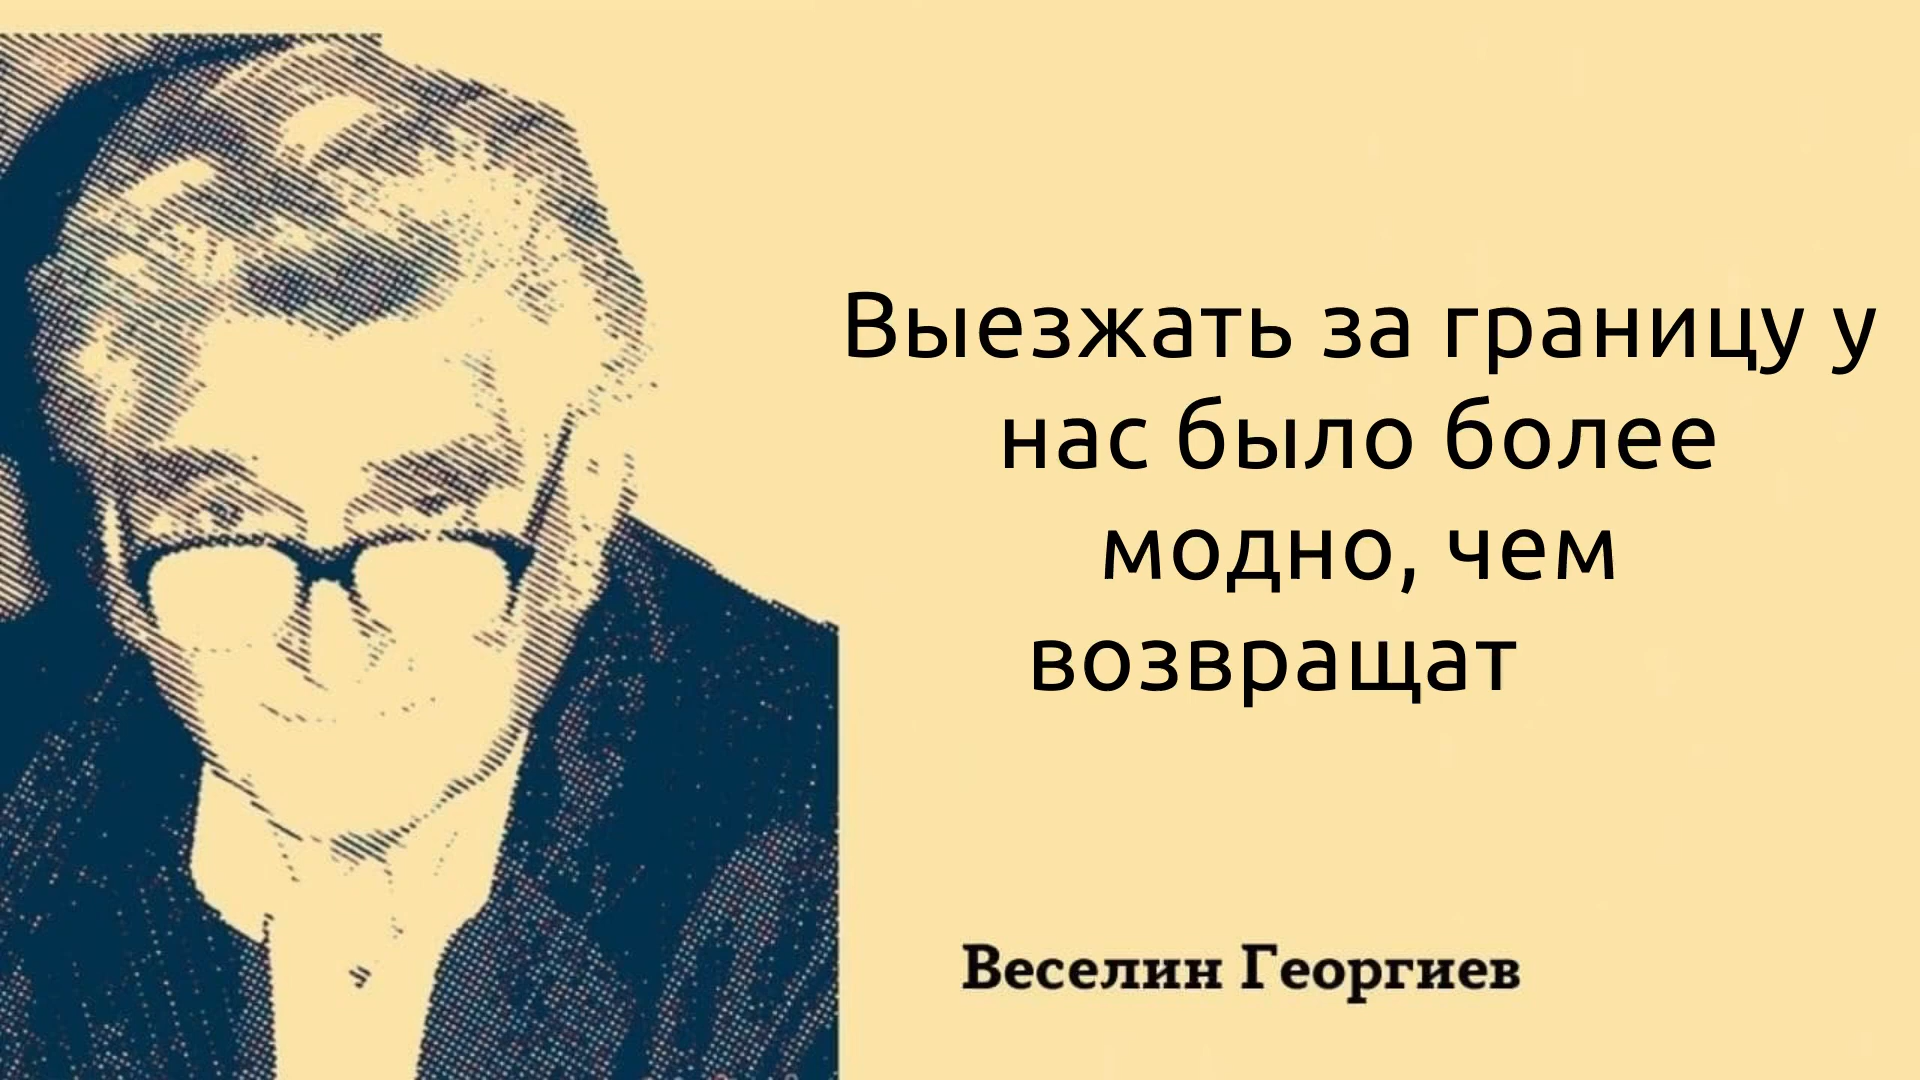 Выезжать за границу у
нас было более
модно, чем
возвращат
Веселин Георгиев